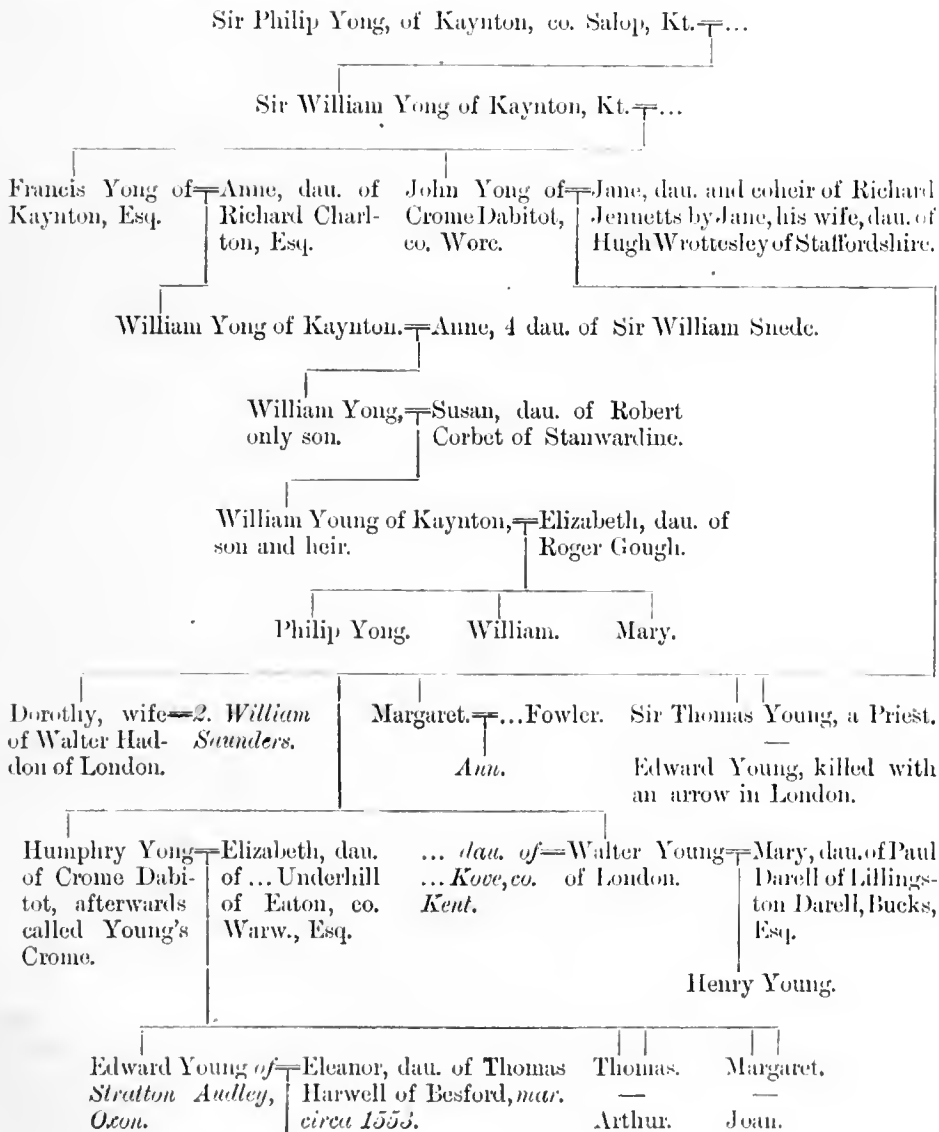 Sir Philip Yong, of Kaynton, co. Salop, Kt.=...
Sir William Yong of Kaynton, Kt.=...
Francis Yong of
Kaynton, Esq.
=Anne, dau. of
Richard Charl-
ton, Esq.
John Yong of
Crome Dabitot,
co. Worc.
=Jane, dau. and coheir of Richard
Jennetts by Jane, his wife, dau. of
Hugh Wrottesley of Staffordshire.
William Yong of Kaynton.=Anne, 4 dau. of Sir William Snede.
William Yong,
only son.
=Susan, dau. of Robert
Corbet of Stanwardine.
William Young of Kaynton,
son and heir.
=Elizabeth, dau. of
Roger Gough.
Philip Yong. William. Mary.
Dorothy, wife
of Walter Had-
don of London.
=2. William
Saunders.
Margaret.=...Fowler.
Ann.
Sir Thomas Young, a Priest.
—
Edward Young, killed with
an arrow in London.
Humphry Yong
of Crome Dabi-
tot, afterwards
called Young's
Crome.
=Elizabeth, dau.
of ... Underhill
of Eaton, co.
Warw., Esq.
... dau. of
... Kove, co.
Kent.
=Walter Young
of London.
=Mary, dau. of Paul
Darell of Lillings-
ton Darell, Bucks,
Esq.
Henry Young.
Edward Young of
Stratton Audley,
Oxon.
=Eleanor, dau. of Thomas
Harwell of Besford, mar.
circa 1553.
Thomas.
—
Arthur.
Margaret.
—
Joan.